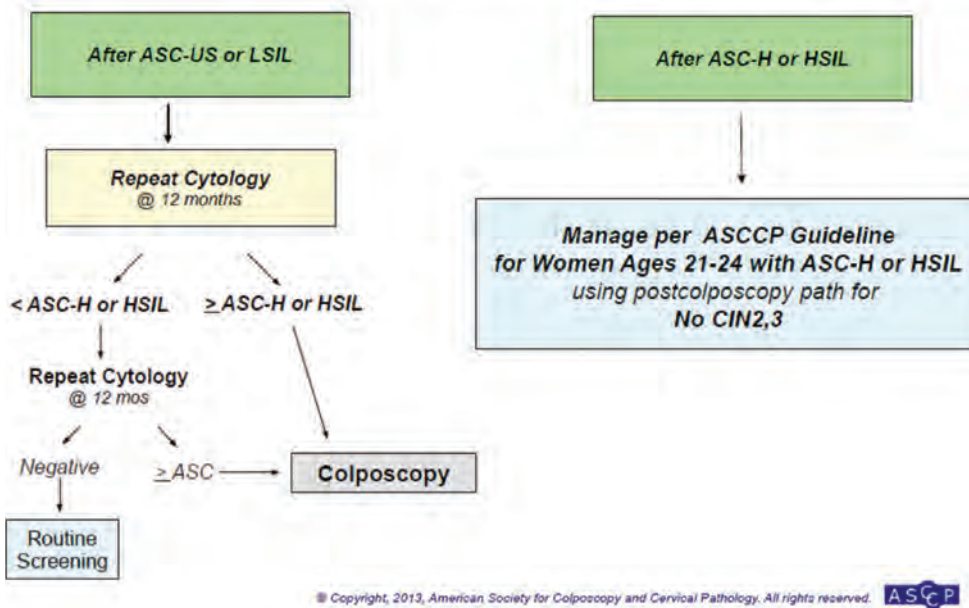 After ASC-US or LSIL
Repeat Cytology
@ 12 months
< ASC-H or HSIL
≥ ASC-H or HSIL
Repeat Cytology
@ 12 mos
Negative
≥ ASC
Colposcopy
Routine
Screening
After ASC-H or HSIL
Manage per ASCCP Guideline
for Women Ages 21-24 with ASC-H or HSIL
using postcolposcopy path for
No CIN2,3
© Copyright, 2013, American Society for Colposcopy and Cervical Pathology. All rights reserved.
ASCCP